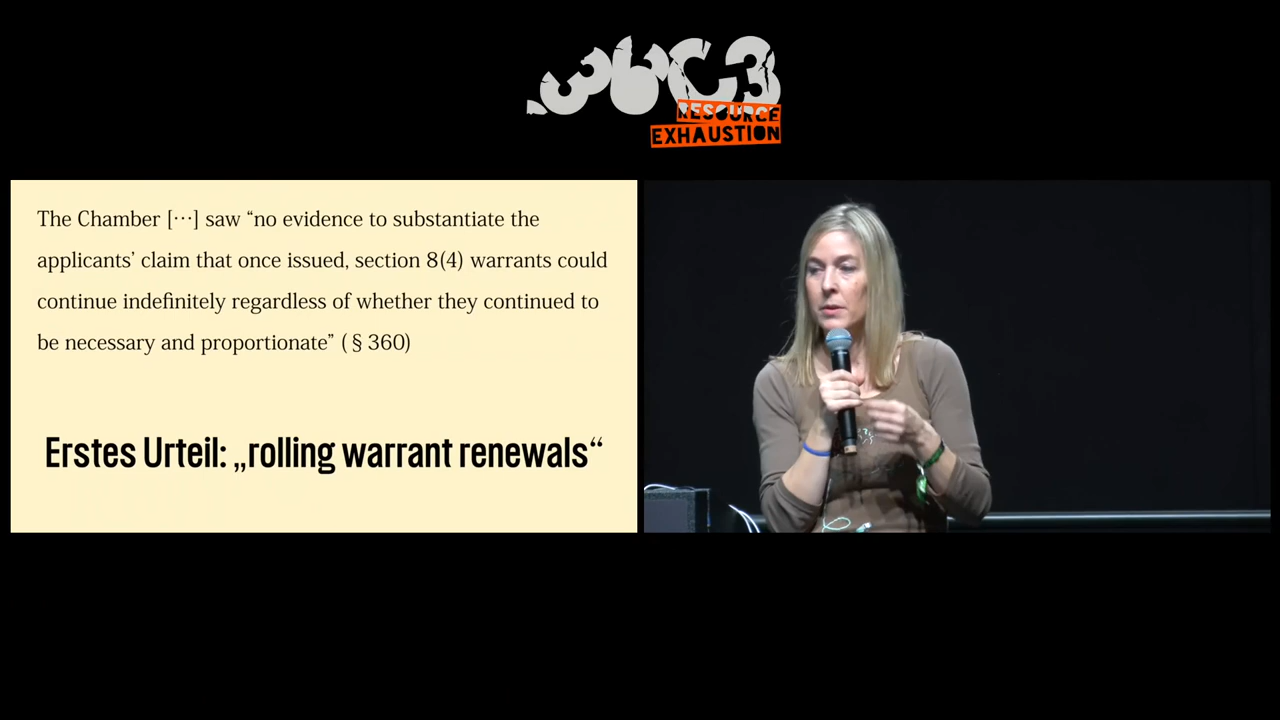 36C3
RESOURCE
EXHAUSTION
The Chamber [⋯] saw “no evidence to substantiate the
applicants’ claim that once issued, section 8(4) warrants could
continue indefinitely regardless of whether they continued to
be necessary and proportionate” (§ 360)
Erstes Urteil: „rolling warrant renewals“